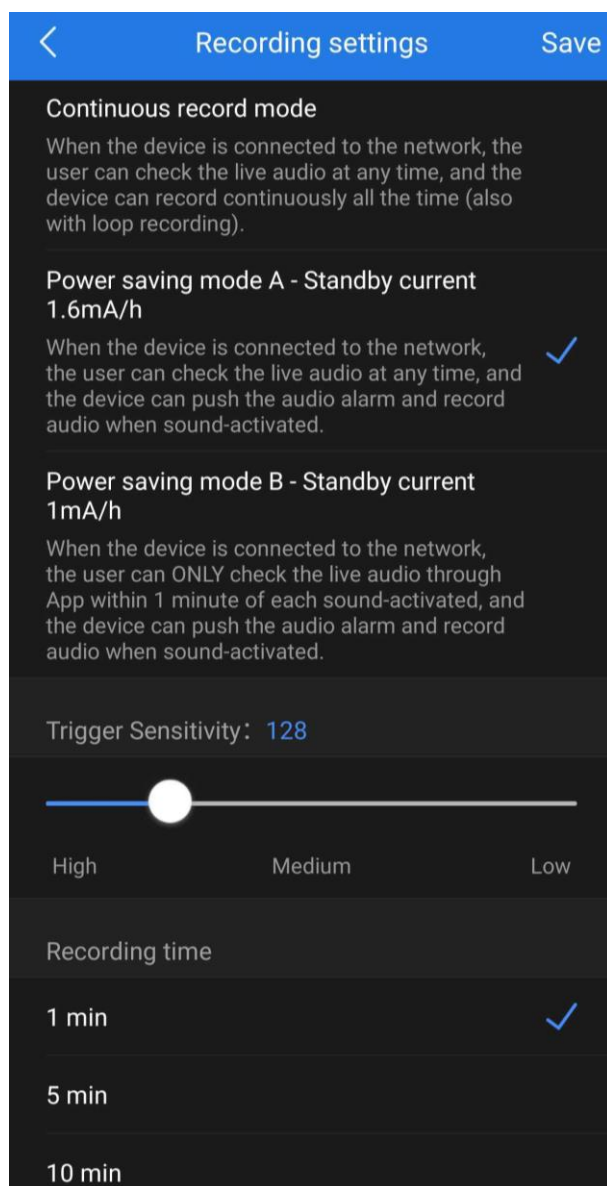 Recording settings
Save
Continuous record mode
When the device is connected to the network, the
user can check the live audio at any time, and the
device can record continuously all the time (also
with loop recording).
Power saving mode A - Standby current
1.6mA/h
When the device is connected to the network,
the user can check the live audio at any time, and
the device can push the audio alarm and record
audio when sound-activated.
Power saving mode B - Standby current
1mA/h
When the device is connected to the network,
the user can ONLY check the live audio through
App within 1 minute of each sound-activated, and
the device can push the audio alarm and record
audio when sound-activated.
Trigger Sensitivity: 128
High Medium Low
Recording time
1 min
5 min
10 min